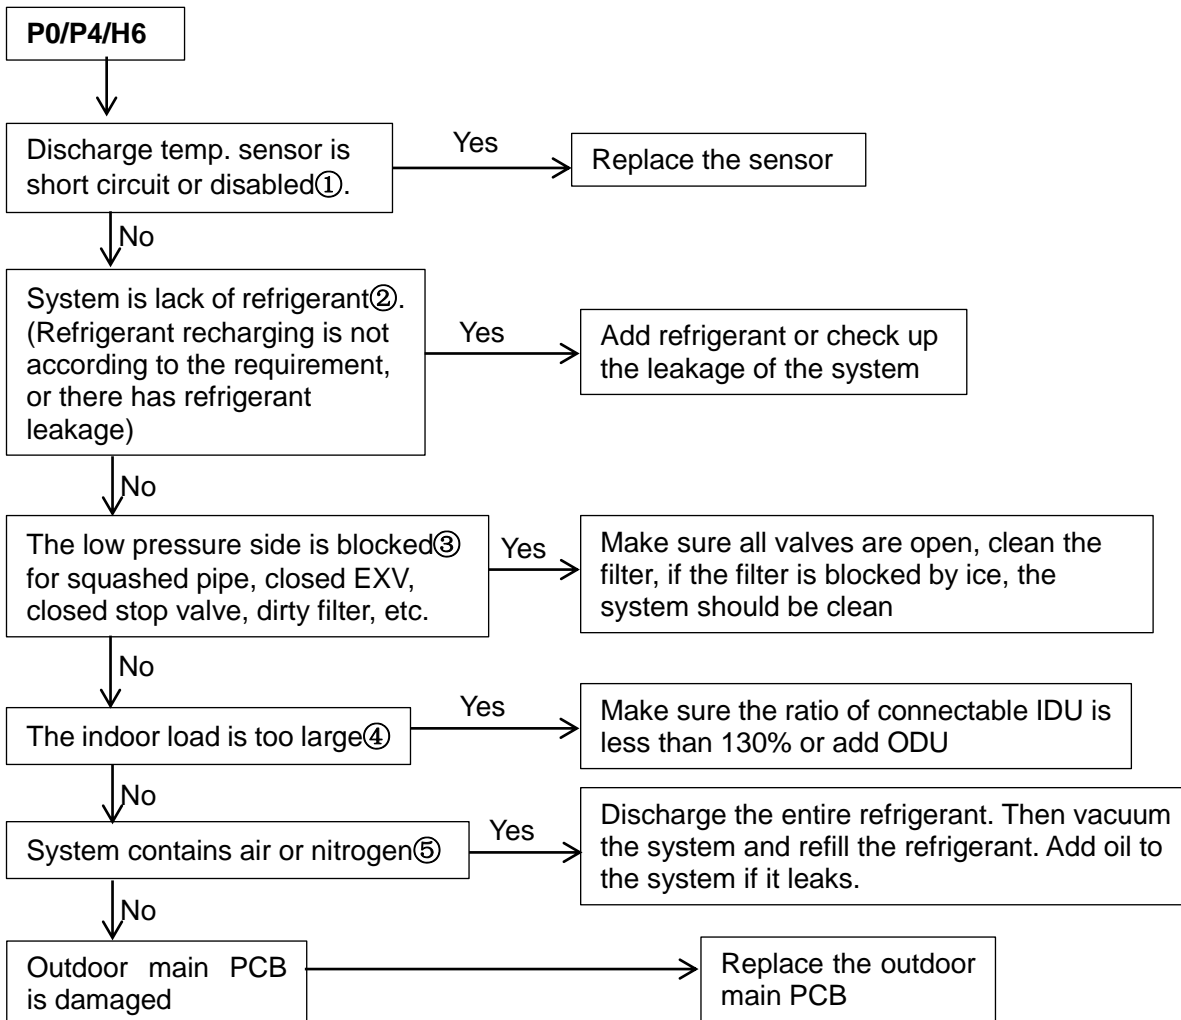 P0/P4/H6
Discharge temp. sensor is
short circuit or disabled①.
Yes
Replace the sensor
No
System is lack of refrigerant②.
(Refrigerant recharging is not
according to the requirement,
or there has refrigerant
leakage)
Yes
Add refrigerant or check up
the leakage of the system
No
The low pressure side is blocked③
for squashed pipe, closed EXV,
closed stop valve, dirty filter, etc.
Yes
Make sure all valves are open, clean the
filter, if the filter is blocked by ice, the
system should be clean
No
The indoor load is too large④
Yes
Make sure the ratio of connectable IDU is
less than 130% or add ODU
No
System contains air or nitrogen⑤
Yes
Discharge the entire refrigerant. Then vacuum
the system and refill the refrigerant. Add oil to
the system if it leaks.
No
Outdoor main PCB
is damaged
Replace the outdoor
main PCB